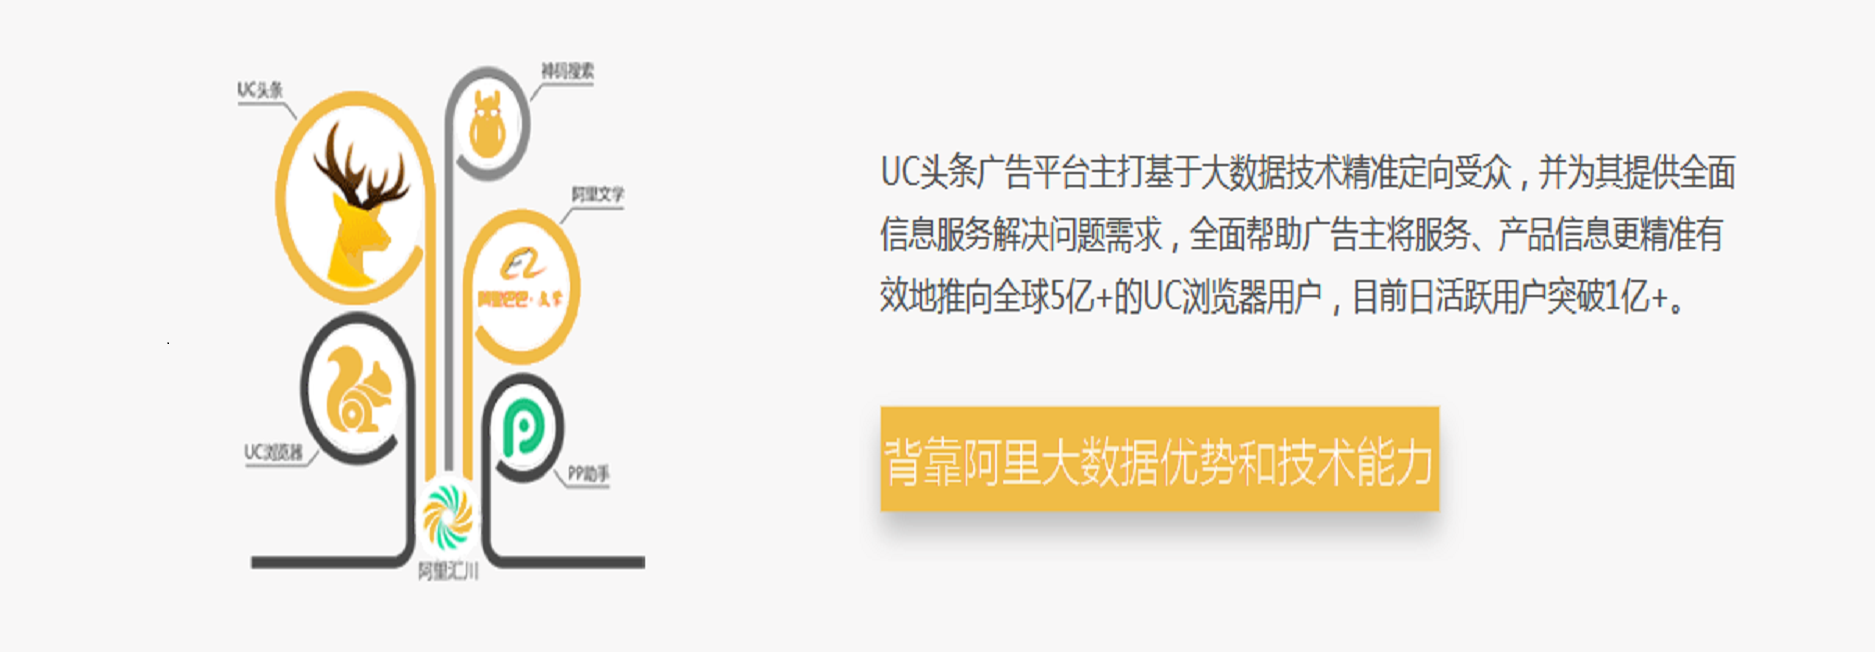 神码搜索
UC头条
阿里文学
阿里巴巴·文学
UC浏览器
PP助手
阿里汇川
UC头条广告平台主打基于大数据技术精准定向受众，并为其提供全面
信息服务解决问题需求，全面帮助广告主将服务、产品信息更精准有
效地推向全球5亿+的UC浏览器用户，目前日活跃用户突破1亿+。
背靠阿里大数据优势和技术能力